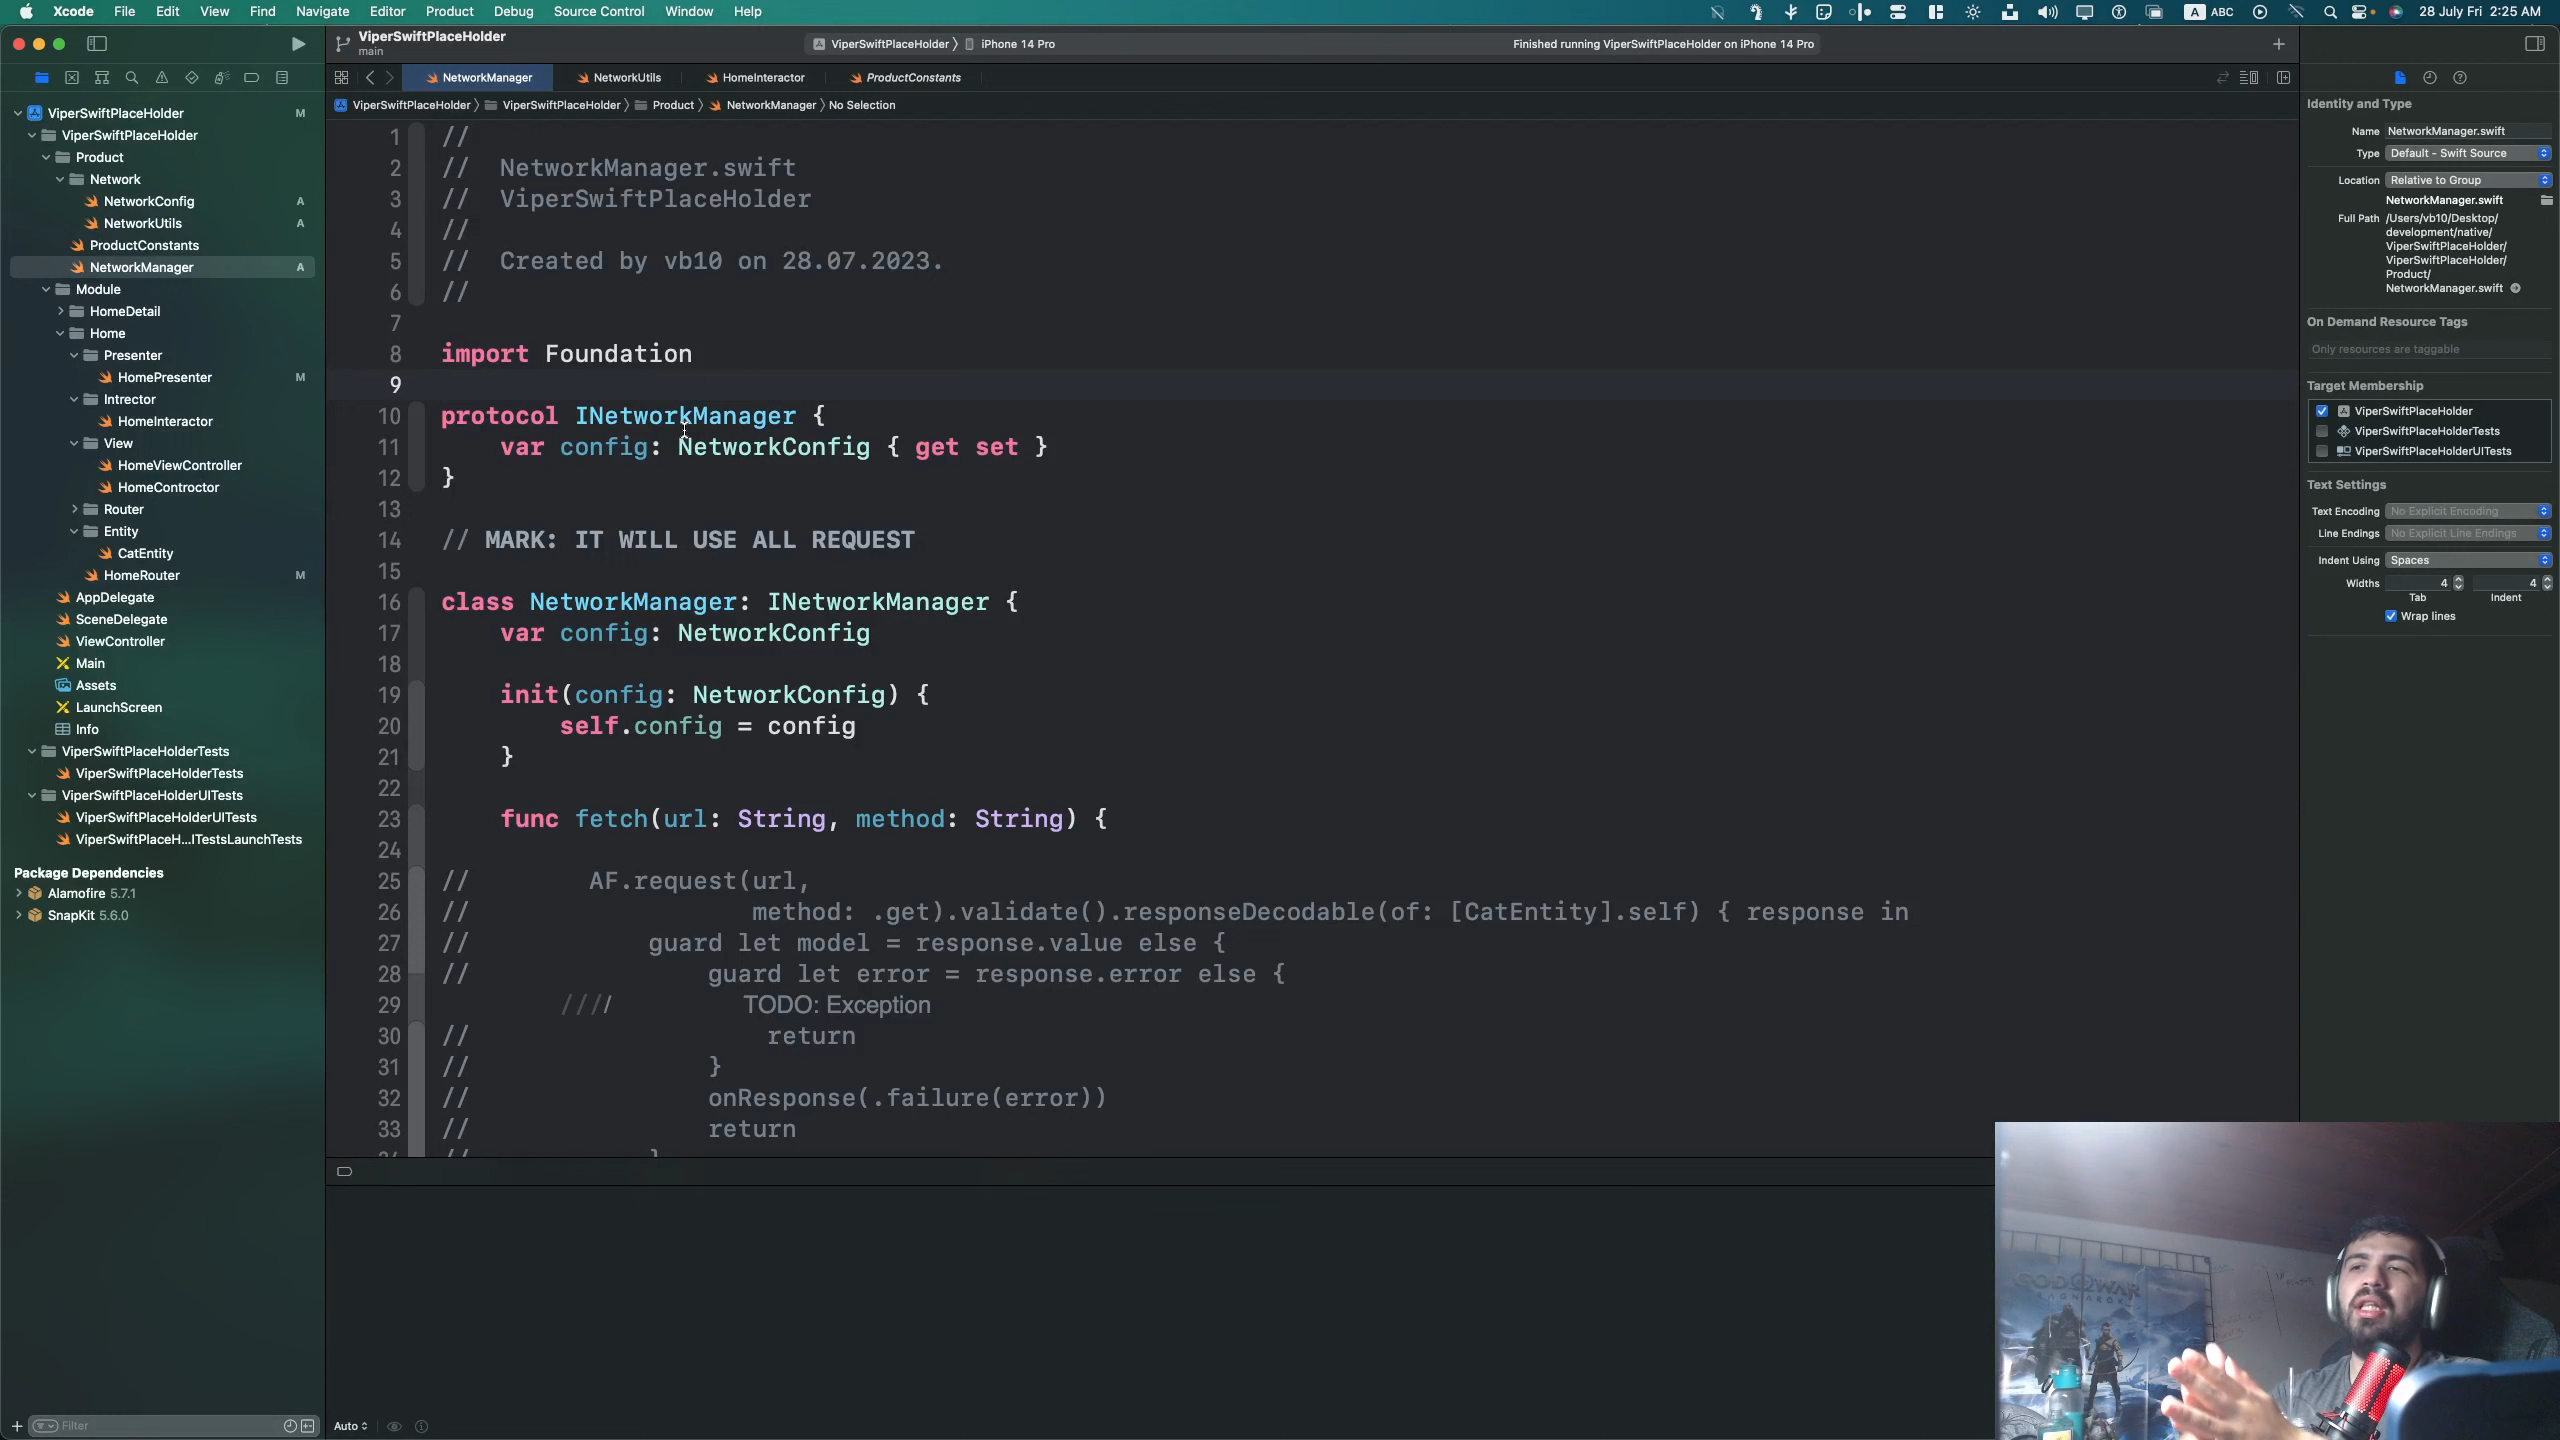 Xcode File Edit View Find Navigate Editor Product Debug Source Control Window Help
A ABC 28 July Fri 2:25 AM
ViperSwiftPlaceHolder
main
ViperSwiftPlaceHolder iPhone 14 Pro
Finished running ViperSwiftPlaceHolder on iPhone 14 Pro
NetworkManager NetworkUtils HomeInteractor ProductConstants
ViperSwiftPlaceHolder ViperSwiftPlaceHolder Product NetworkManager No Selection
ViperSwiftPlaceHolder M
ViperSwiftPlaceHolder
Product
Network
NetworkConfig A
NetworkUtils A
ProductConstants
NetworkManager A
Module
HomeDetail
Home
Presenter
HomePresenter M
Intrector
HomeInteractor
View
HomeViewController
HomeControctor
Router
Entity
CatEntity
HomeRouter M
AppDelegate
SceneDelegate
ViewController
Main
Assets
LaunchScreen
Info
ViperSwiftPlaceHolderTests
ViperSwiftPlaceHolderTests
ViperSwiftPlaceHolderUITests
ViperSwiftPlaceHolderUITests
ViperSwiftPlaceH...ITestsLaunchTests
Package Dependencies
Alamofire 5.7.1
SnapKit 5.6.0
Filter
1 //
2 // NetworkManager.swift
3 // ViperSwiftPlaceHolder
4 //
5 // Created by vb10 on 28.07.2023.
6 //
7
8 import Foundation
9
10 protocol INetworkManager {
11 var config: NetworkConfig { get set }
12 }
13
14 // MARK: IT WILL USE ALL REQUEST
15
16 class NetworkManager: INetworkManager {
17 var config: NetworkConfig
18
19 init(config: NetworkConfig) {
20 self.config = config
21 }
22
23 func fetch(url: String, method: String) {
24
25 // AF.request(url,
26 // method: .get).validate().responseDecodable(of: [CatEntity].self) { response in
27 // guard let model = response.value else {
28 // guard let error = response.error else {
29 //// TODO: Exception
30 // return
31 // }
32 // onResponse(.failure(error))
33 // return
Auto
Identity and Type
Name NetworkManager.swift
Type Default - Swift Source
Location Relative to Group
NetworkManager.swift
Full Path /Users/vb10/Desktop/
development/native/
ViperSwiftPlaceHolder/
ViperSwiftPlaceHolder/
Product/
NetworkManager.swift
On Demand Resource Tags
Only resources are taggable
Target Membership
ViperSwiftPlaceHolder
ViperSwiftPlaceHolderTests
ViperSwiftPlaceHolderUITests
Text Settings
Text Encoding No Explicit Encoding
Line Endings No Explicit Line Endings
Indent Using Spaces
Widths 4 4
Tab Indent
Wrap lines
GOD OF WAR
RAGNARÖK